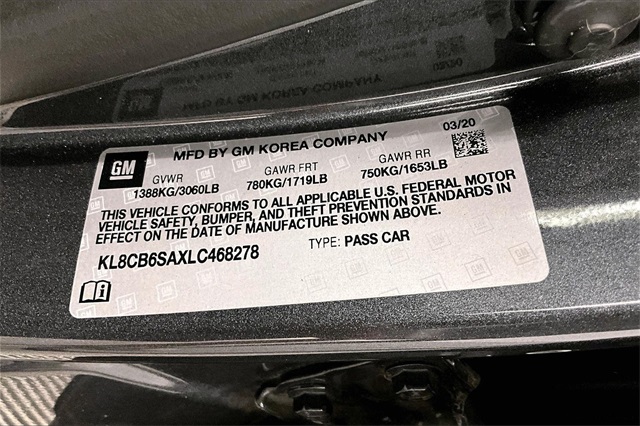 MFD BY GM KOREA COMPANY
03/20
GM
GVWR
GAWR FRT
GAWR RR
1388KG/3060LB
780KG/1719LB
750KG/1653LB
THIS VEHICLE CONFORMS TO ALL APPLICABLE U.S. FEDERAL MOTOR
VEHICLE SAFETY, BUMPER, AND THEFT PREVENTION STANDARDS IN
EFFECT ON THE DATE OF MANUFACTURE SHOWN ABOVE.
KL8CB6SAXLC468278
TYPE: PASS CAR